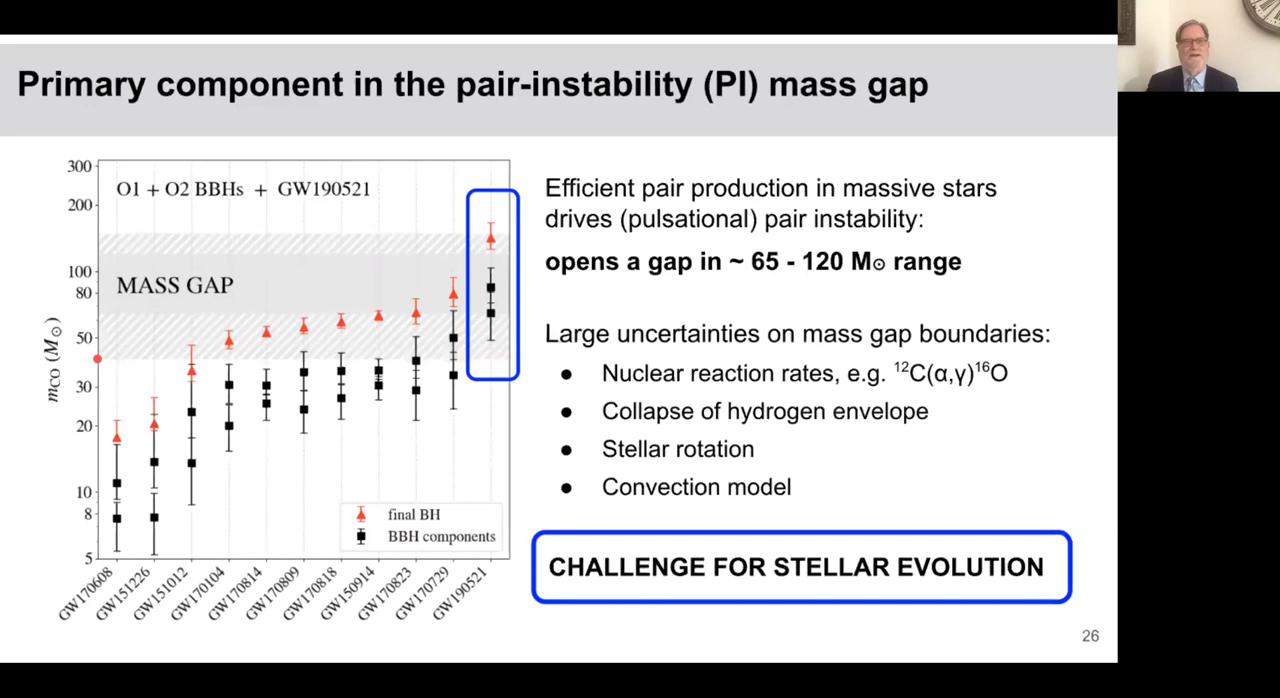 Primary component in the pair-instability (PI) mass gap
O1 + O2 BBHs + GW190521
MASS GAP
300
200
100
80
50
30
20
10
8
5
mCO (M⊙)
final BH
BBH components
GW170608
GW151226
GW151012
GW170104
GW170814
GW170809
GW170818
GW150914
GW170823
GW170729
GW190521
Efficient pair production in massive stars
drives (pulsational) pair instability:
opens a gap in ~ 65 - 120 M⊙ range
Large uncertainties on mass gap boundaries:
● Nuclear reaction rates, e.g. ¹²C(α,γ)¹⁶O
● Collapse of hydrogen envelope
● Stellar rotation
● Convection model
CHALLENGE FOR STELLAR EVOLUTION
26